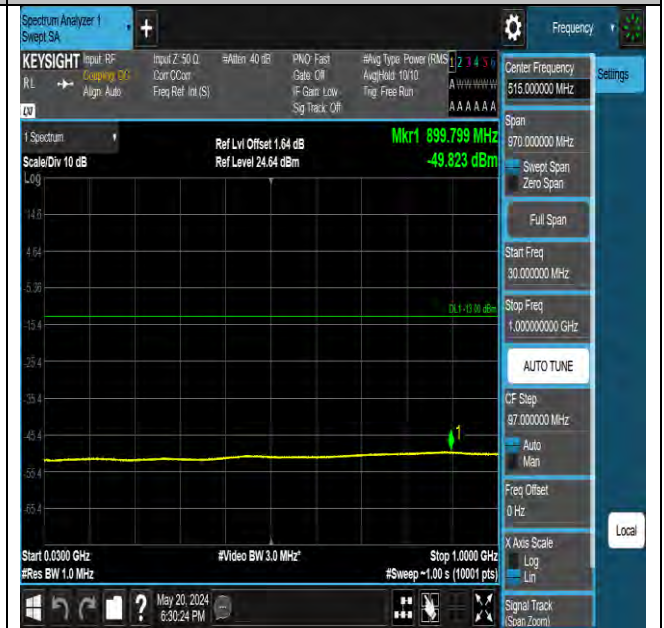 Spectrum Analyzer 1
Swept SA
+
Frequency
KEYSIGHT
RL
Input: RF
Coupling: DC
Align: Auto
Input Z: 50 Ω
Corr CCorr
Freq Ref: Int (S)
#Atten: 40 dB
PNO: Fast
Gate: Off
IF Gain: Low
Sig Track: Off
#Avg Type: Power (RMS)
Avg|Hold: 10/10
Trig: Free Run
1 2 3 4 5 6
A W W W W W
A A A A A A
LXI
1 Spectrum
Scale/Div 10 dB
Log
Ref Lvl Offset 1.64 dB
Ref Level 24.64 dBm
Mkr1 899.799 MHz
-49.823 dBm
14.6
4.64
-5.36
DL1 -13.00 dBm
-15.4
-25.4
-35.4
-45.4
1
-55.4
-65.4
Start 0.0300 GHz
#Res BW 1.0 MHz
#Video BW 3.0 MHz*
Stop 1.0000 GHz
#Sweep ~1.00 s (10001 pts)
?
May 20, 2024
6:30:24 PM
Center Frequency
515.000000 MHz
Settings
Span
970.000000 MHz
Swept Span
Zero Span
Full Span
Start Freq
30.000000 MHz
Stop Freq
1.000000000 GHz
AUTO TUNE
CF Step
97.000000 MHz
Auto
Man
Freq Offset
0 Hz
X Axis Scale
Log
Lin
Local
Signal Track
(Span Zoom)